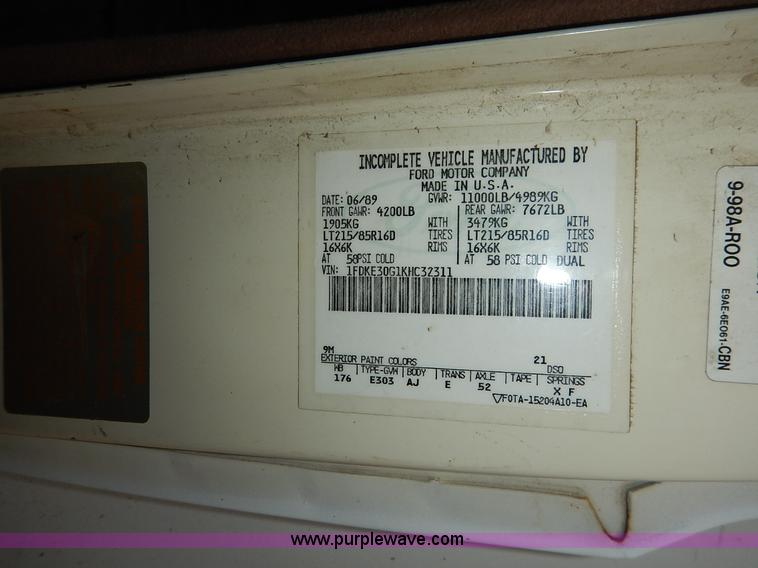 INCOMPLETE VEHICLE MANUFACTURED BY
FORD MOTOR COMPANY
MADE IN U.S.A.
DATE: 06/89 GVWR: 11000LB/4989KG
FRONT GAWR: 4200LB REAR GAWR: 7672LB
1905KG WITH 3479KG WITH
LT215/85R16D TIRES LT215/85R16D TIRES
16X6K RIMS 16X6K RIMS
AT 58PSI COLD AT 58 PSI COLD DUAL
VIN: 1FDKE30G1KHC32311
9M
EXTERIOR PAINT COLORS 21 DSO
WB TYPE-GVW BODY TRANS AXLE TAPE SPRINGS
176 E303 AJ E 52 X F
F0TA-15204A10-EA
9-98A-ROO
E9AE-6E061-CBN
www.purplewave.com